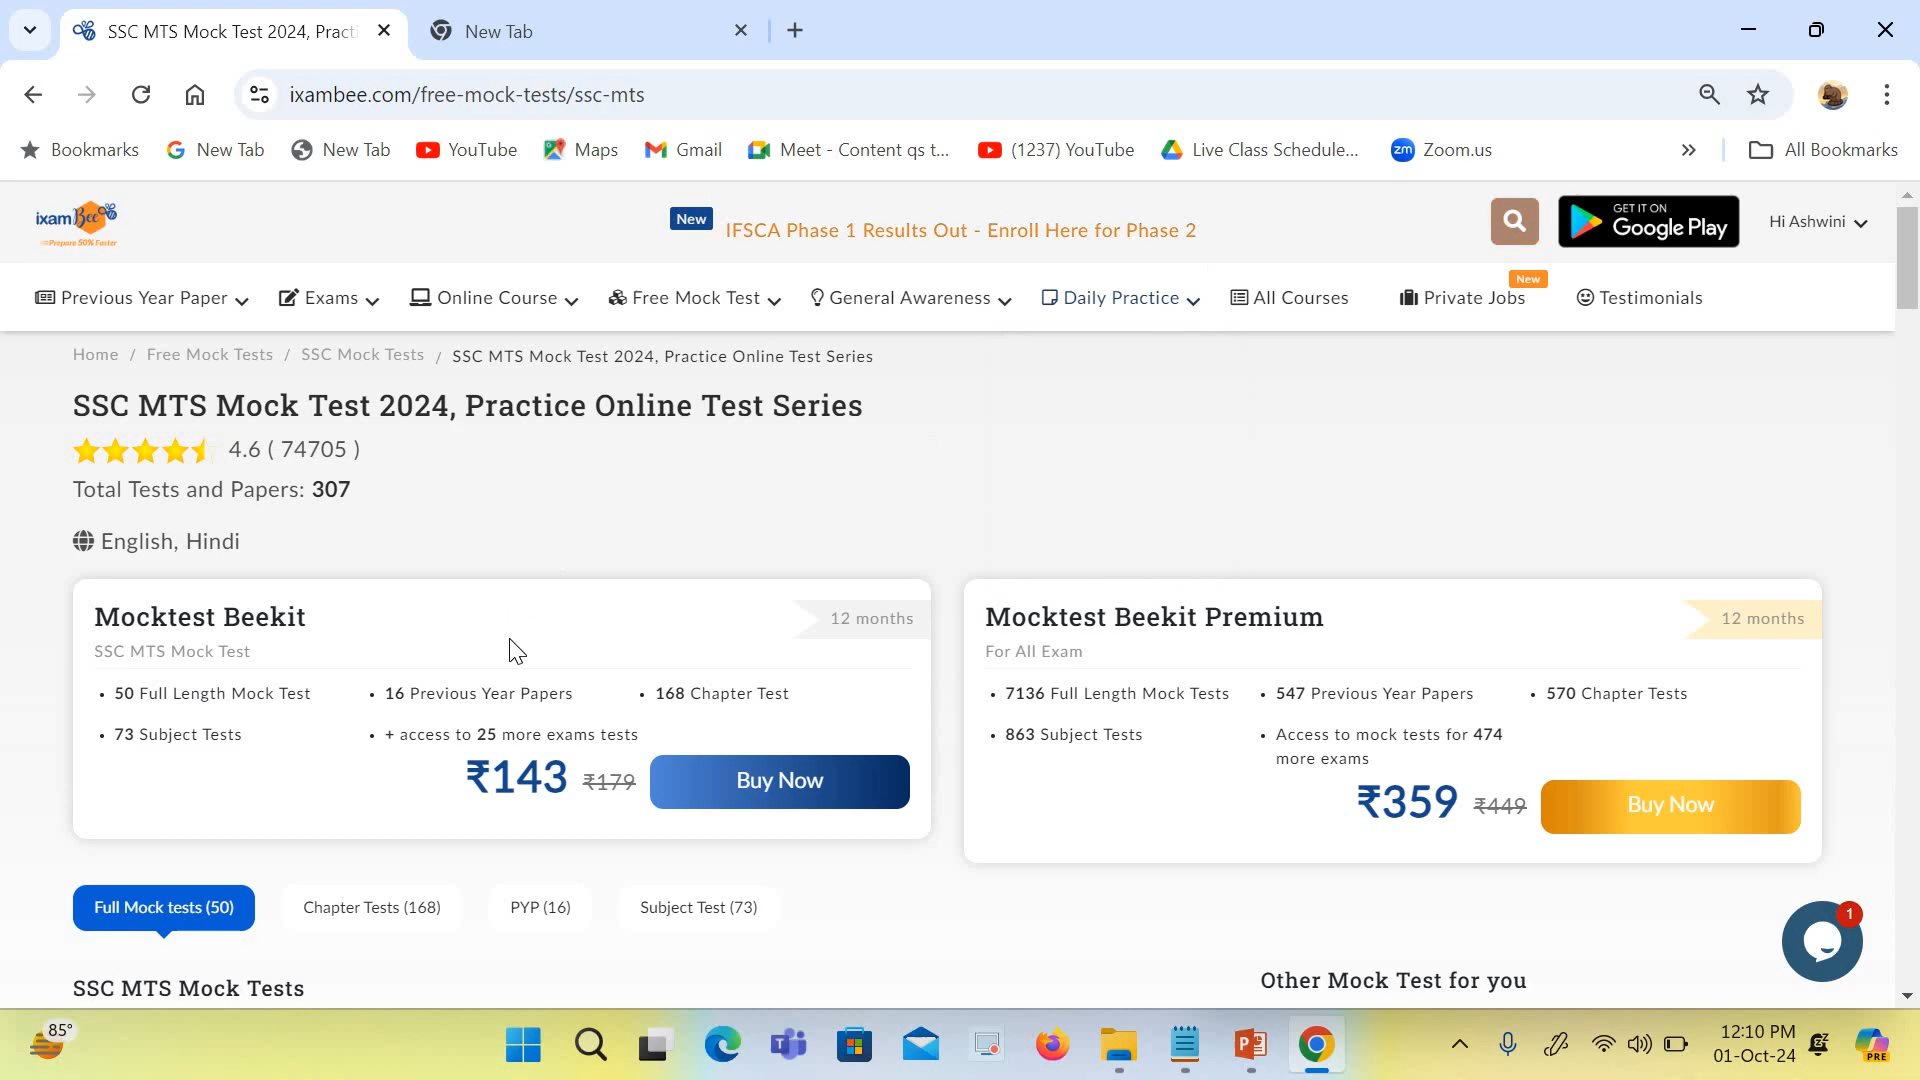 SSC MTS Mock Test 2024, Practi
New Tab
ixambee.com/free-mock-tests/ssc-mts
Bookmarks New Tab New Tab YouTube Maps Gmail Meet - Content qs t... (1237) YouTube Live Class Schedule... zm Zoom.us » All Bookmarks
ixamBee
Prepare 50% Faster
New IFSCA Phase 1 Results Out - Enroll Here for Phase 2
GET IT ON
Google Play
Hi Ashwini
New
Previous Year Paper Exams Online Course Free Mock Test General Awareness Daily Practice All Courses Private Jobs Testimonials
Home / Free Mock Tests / SSC Mock Tests / SSC MTS Mock Test 2024, Practice Online Test Series
SSC MTS Mock Test 2024, Practice Online Test Series
4.6 ( 74705 )
Total Tests and Papers: 307
English, Hindi
Mocktest Beekit
12 months
SSC MTS Mock Test
• 50 Full Length Mock Test • 16 Previous Year Papers • 168 Chapter Test
• 73 Subject Tests • + access to 25 more exams tests
₹143 ₹179 Buy Now
Mocktest Beekit Premium
12 months
For All Exam
• 7136 Full Length Mock Tests • 547 Previous Year Papers • 570 Chapter Tests
• 863 Subject Tests • Access to mock tests for 474
more exams
₹359 ₹449 Buy Now
Full Mock tests (50) Chapter Tests (168) PYP (16) Subject Test (73)
1
SSC MTS Mock Tests
Other Mock Test for you
85°
12:10 PM
01-Oct-24
PRE